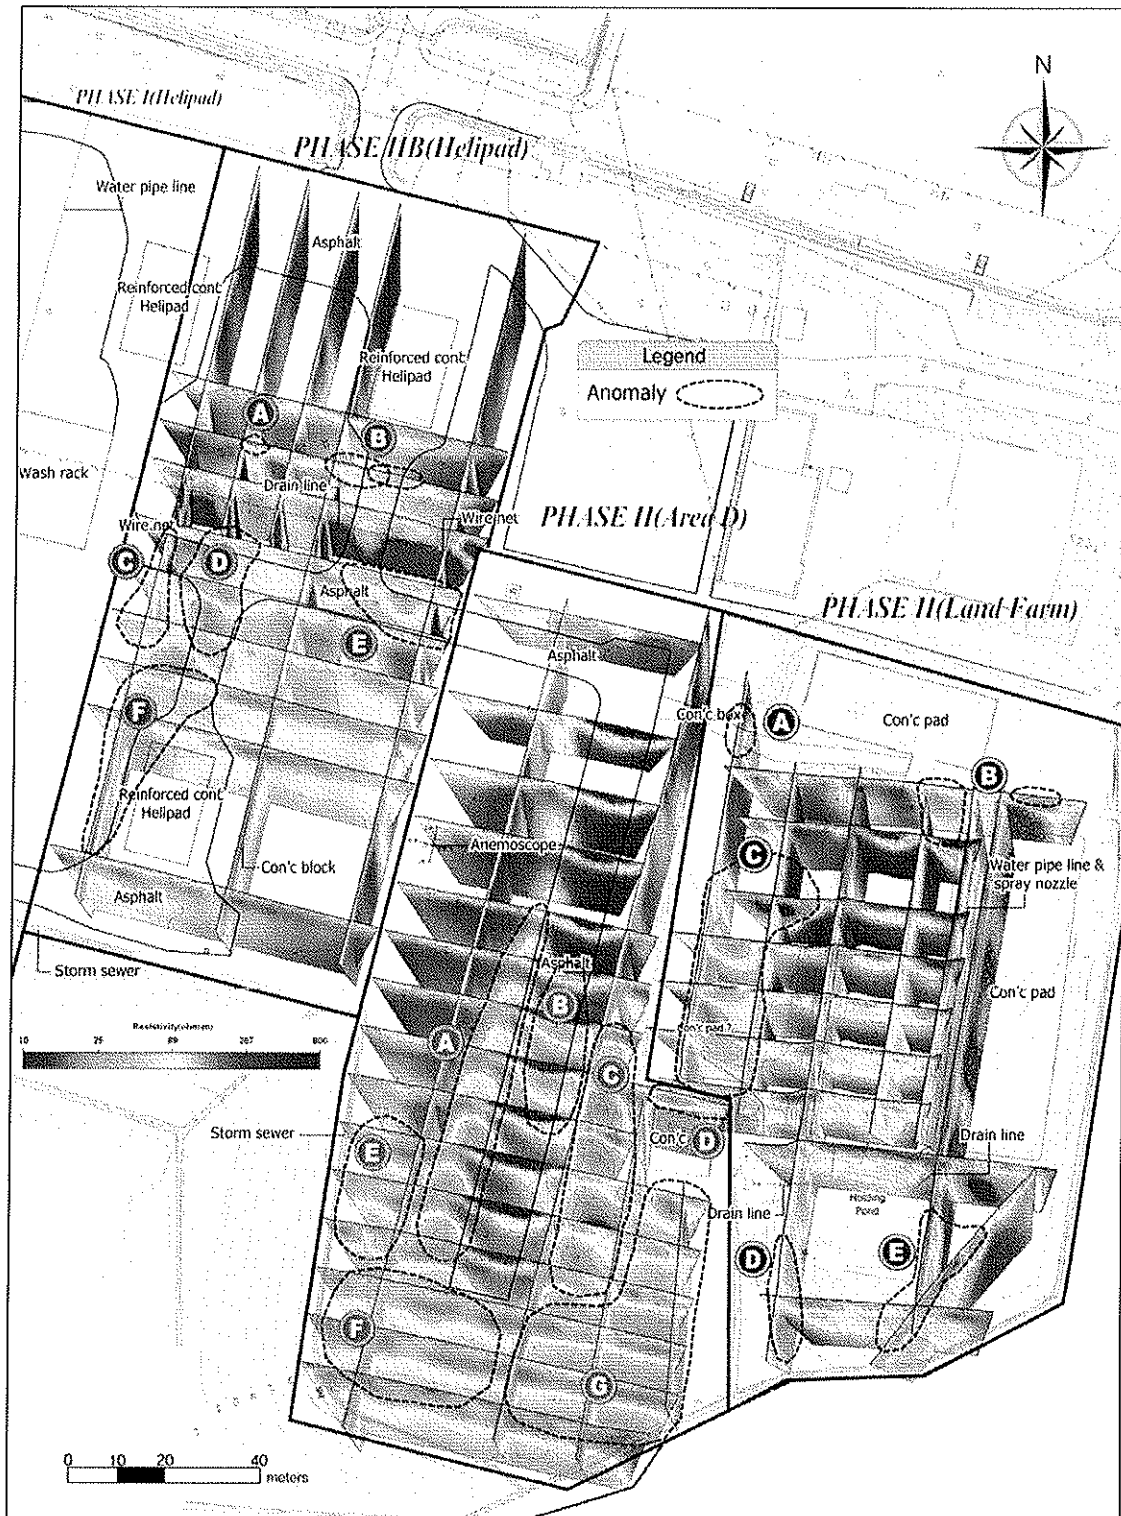 N
PHASE I(Helipad)
PHASE IIB(Helipad)
Water pipe line
Asphalt
Reinforced cont.
Helipad
Reinforced cont.
Helipad
Legend
Anomaly
A
B
Wash rack
Drain line
Wire net
Wire net
PHASE II(Area D)
C
D
Asphalt
PHASE II(Land Farm)
E
Asphalt
F
Con'c box
A
Con'c pad
B
Reinforced cont.
Helipad
Anemoscope
C
Water pipe line &
spray nozzle
Con'c block
Asphalt
Storm sewer
Asphalt
B
Con'c pad
Resistivity(ohm-m)
10 25 89 267 800
Con'c pad ?
A
C
Storm sewer
Con'c
D
Drain line
E
Holding
Pond
Drain line
D
E
F
G
0 10 20 40
meters